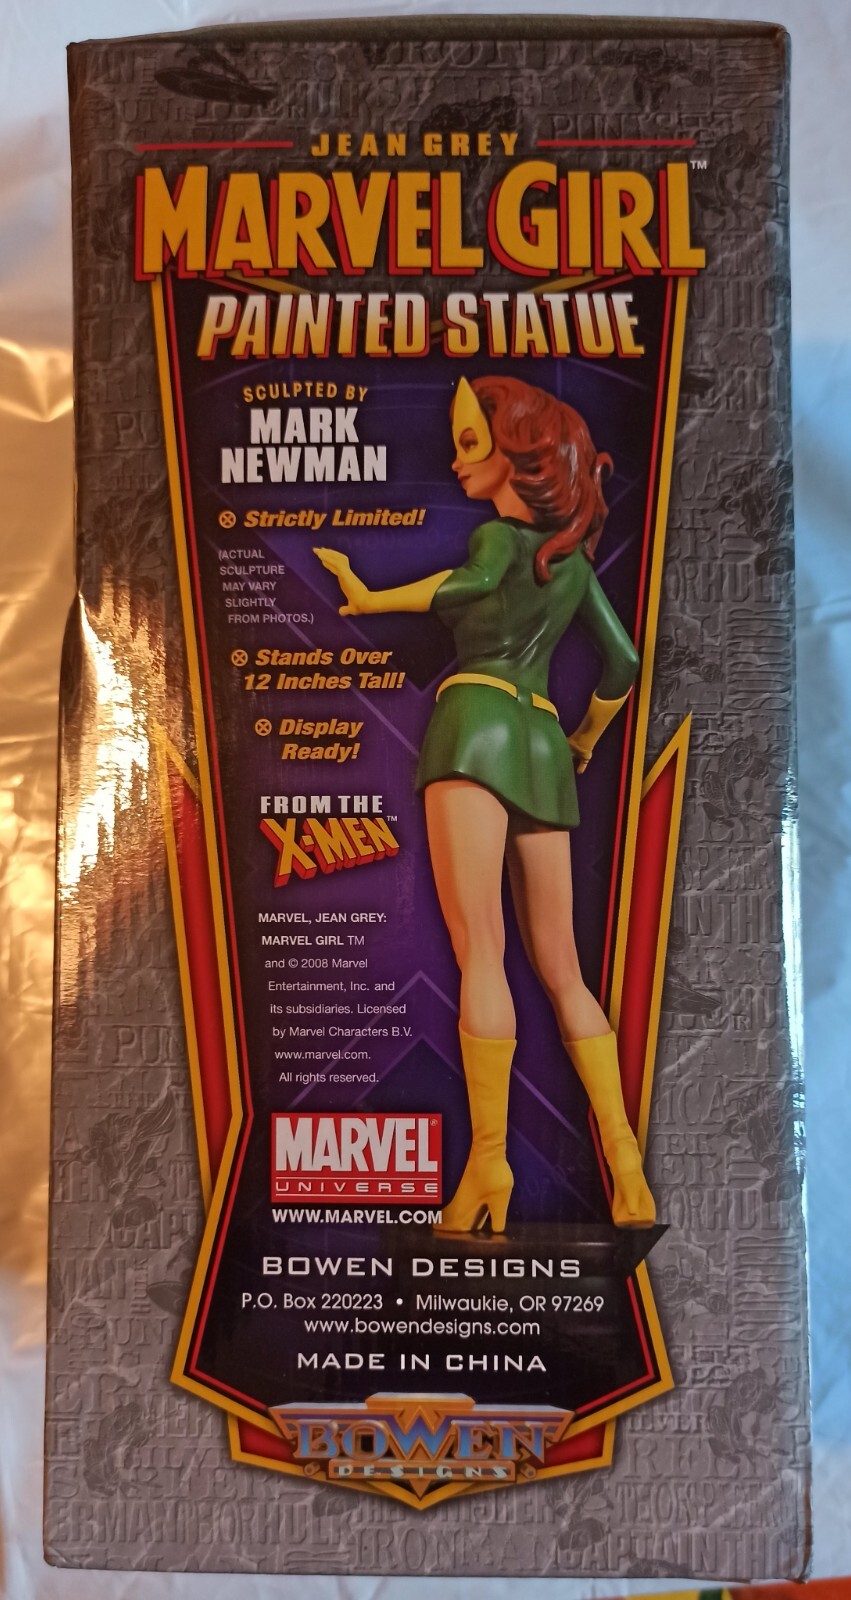 JEAN GREY
MARVEL GIRL™
PAINTED STATUE
SCULPTED BY
MARK
NEWMAN
Strictly Limited!
(ACTUAL
SCULPTURE
MAY VARY
SLIGHTLY
FROM PHOTOS.)
Stands Over
12 Inches Tall!
Display
Ready!
FROM THE
X-MEN™
MARVEL, JEAN GREY:
MARVEL GIRL TM
and © 2008 Marvel
Entertainment, Inc. and
its subsidiaries. Licensed
by Marvel Characters B.V.
www.marvel.com.
All rights reserved.
MARVEL®
UNIVERSE
WWW.MARVEL.COM
BOWEN DESIGNS
P.O. Box 220223 • Milwaukie, OR 97269
www.bowendesigns.com
MADE IN CHINA
BOWEN
DESIGNS